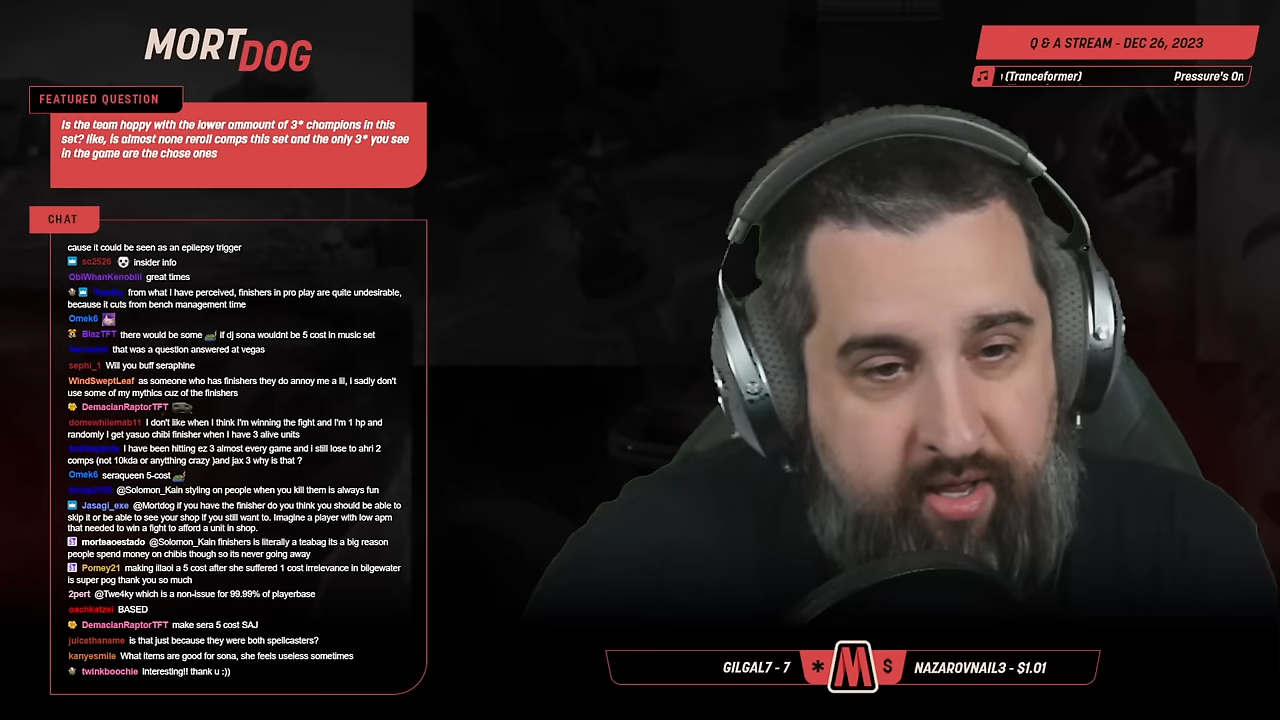 MORTDOG
Q & A STREAM - DEC 26, 2023
(Tranceformer) Pressure's On
FEATURED QUESTION
Is the team happy with the lower ammount of 3* champions in this
set? like, is almost none reroll comps this set and the only 3* you see
in the game are the chose ones
CHAT
cause it could be seen as an epilepsy trigger
sc2526 insider info
ObiWhanKenobiii great times
from what I have perceived, finishers in pro play are quite undesirable,
because it cuts from bench management time
Omek6
BlazTFT there would be some if dj sona wouldnt be 5 cost in music set
that was a question answered at vegas
sephi_1 Will you buff seraphine
WindSweptLeaf as someone who has finishers they do annoy me a lil, i sadly don't
use some of my mythics cuz of the finishers
DemacianRaptorTFT
domewhilemab11 I don't like when I think I'm winning the fight and I'm 1 hp and
randomly I get yasuo chibi finisher when I have 3 alive units
I have been hitting ez 3 almost every game and i still lose to ahri 2
comps (not 10kda or anything crazy )and jax 3 why is that ?
Omek6 seraqueen 5-cost
@Solomon_Kain styling on people when you kill them is always fun
Jasagi_exe @Mortdog if you have the finisher do you think you should be able to
skip it or be able to see your shop if you still want to. Imagine a player with low apm
that needed to win a fight to afford a unit in shop.
morteaoestado @Solomon_Kain finishers is literally a teabag its a big reason
people spend money on chibis though so its never going away
Pomey21 making illaoi a 5 cost after she suffered 1 cost irrelevance in bilgewater
is super pog thank you so much
2pert @Twe4ky which is a non-issue for 99.99% of playerbase
oachkatzei BASED
DemacianRaptorTFT make sera 5 cost SAJ
juicethaname is that just because they were both spellcasters?
kanyesmile What items are good for sona, she feels useless sometimes
twinkboochie interesting!! thank u :))
GILGAL7 - 7 * M $ NAZAROVNAIL3 - $1.01